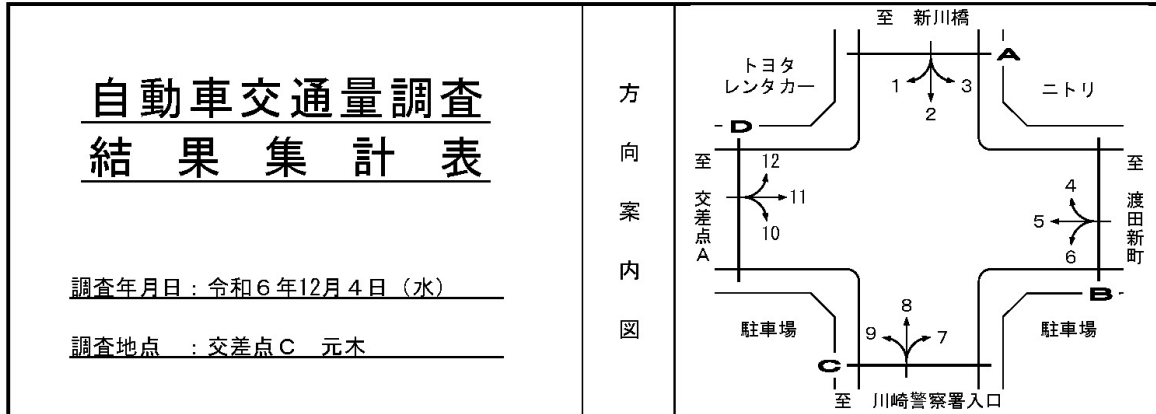 自動車交通量調査
結果集計表
調査年月日：令和６年12月４日（水）
調査地点　：交差点Ｃ　元木
方向案内図
至　新川橋
トヨタ
レンタカー
ニトリ
A
1
2
3
D
至　交差点A
12
11
10
4
5
6
至　渡田新町
B
駐車場
9
8
7
駐車場
C
至　川崎警察署入口